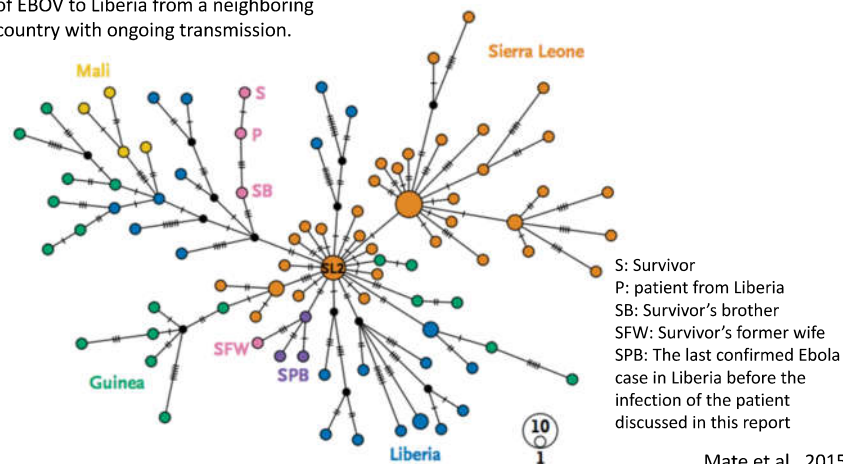 of EBOV to Liberia from a neighboring
country with ongoing transmission.
Sierra Leone
Mali
S
P
SB
SL2
S: Survivor
P: patient from Liberia
SB: Survivor's brother
SFW: Survivor's former wife
SPB: The last confirmed Ebola
case in Liberia before the
infection of the patient
discussed in this report
SFW
SPB
Guinea
Liberia
10
1
Mate et al., 2015